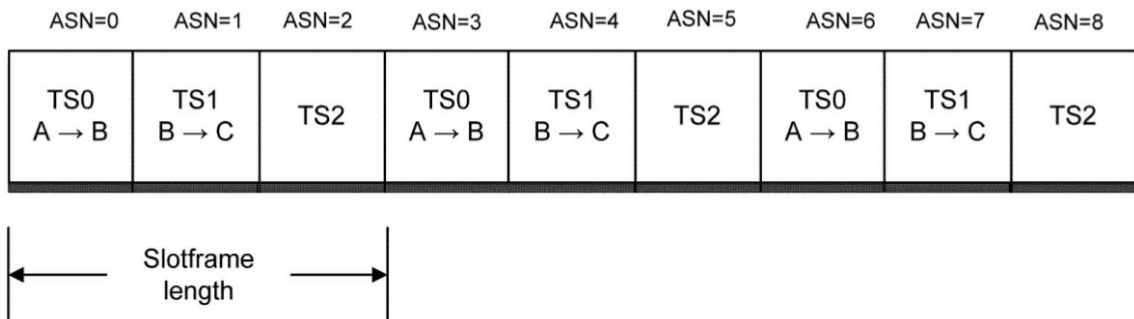 ASN=0 ASN=1 ASN=2 ASN=3 ASN=4 ASN=5 ASN=6 ASN=7 ASN=8
TS0 TS1 TS2 TS0 TS1 TS2 TS0 TS1 TS2
A → B B → C A → B B → C A → B B → C
Slotframe
length